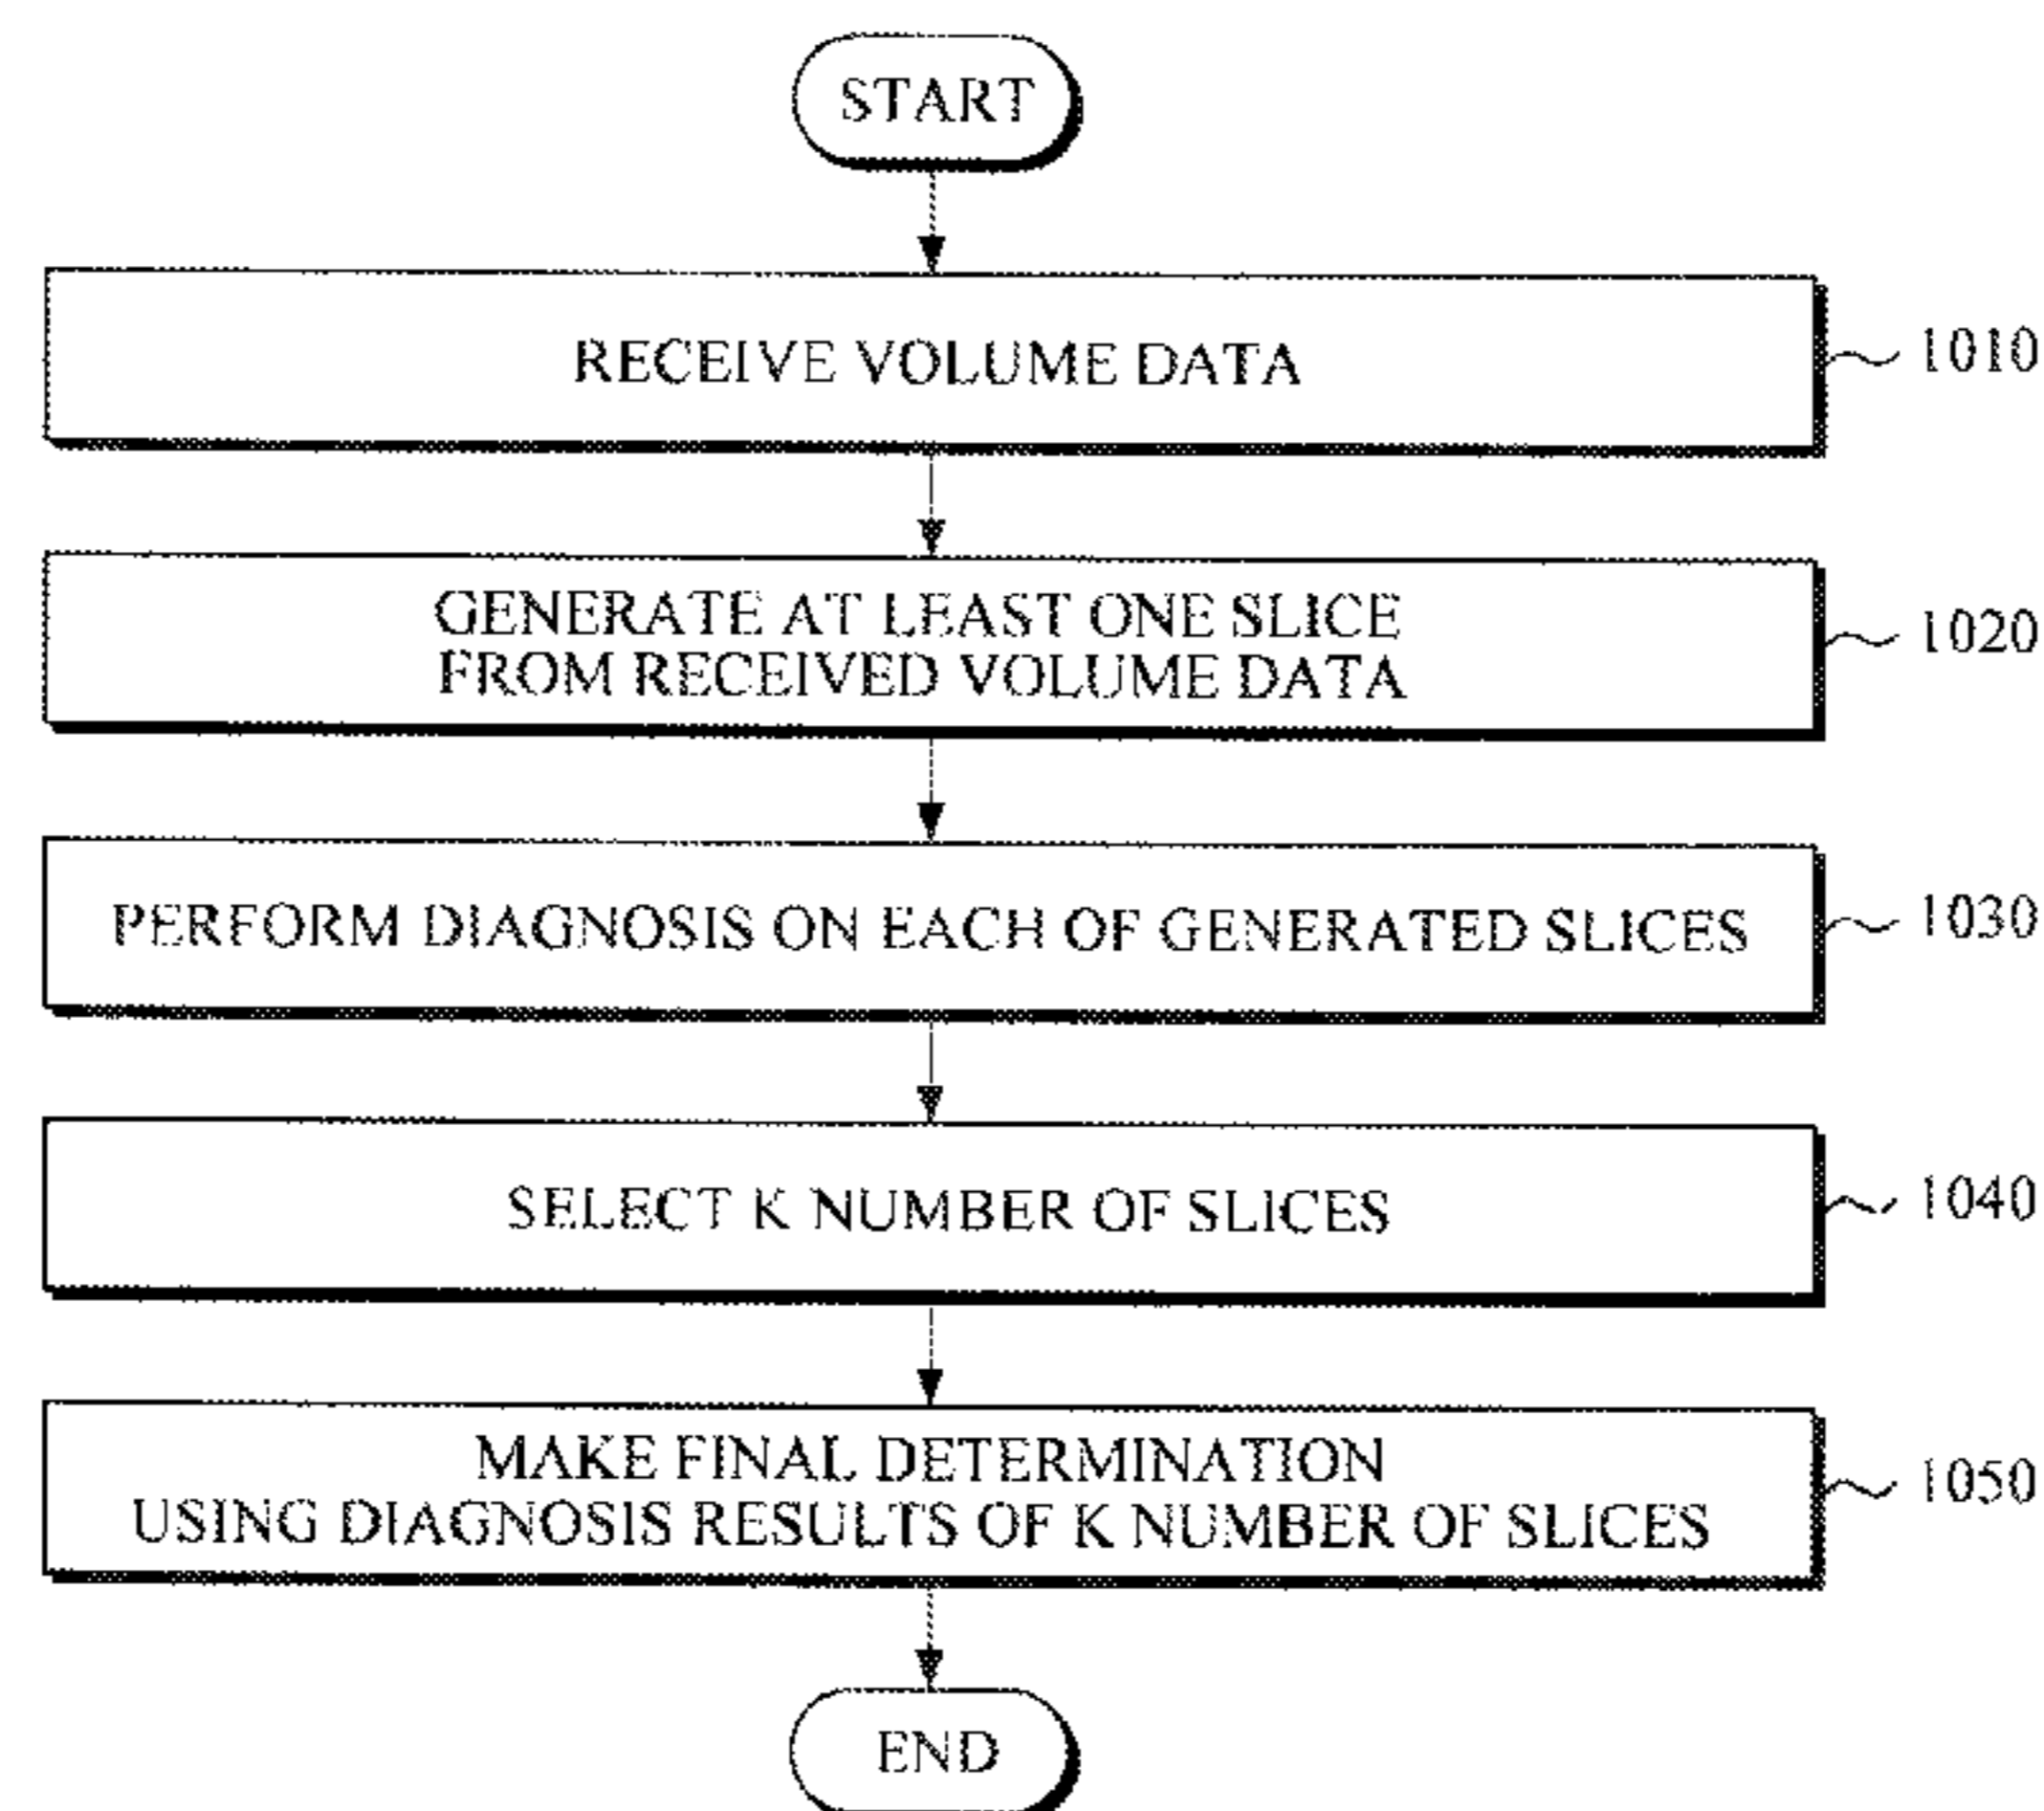 START
RECEIVE VOLUME DATA
1010
GENERATE AT LEAST ONE SLICE
FROM RECEIVED VOLUME DATA
1020
PERFORM DIAGNOSIS ON EACH OF GENERATED SLICES
1030
SELECT K NUMBER OF SLICES
1040
MAKE FINAL DETERMINATION
USING DIAGNOSIS RESULTS OF K NUMBER OF SLICES
1050
END